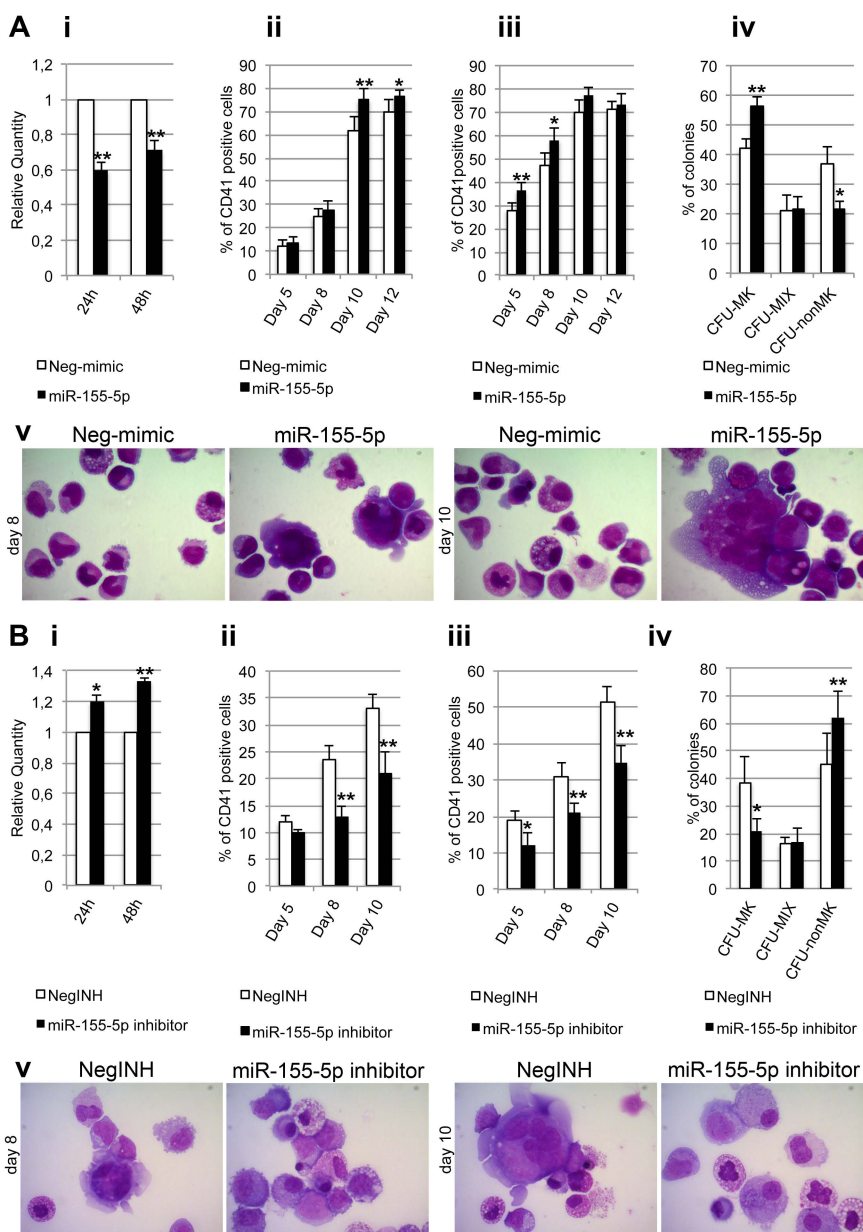 A i ii iii iv
Relative Quantity
1,2
1
0,8
0,6
0,4
0,2
0
**
**
24h
48h
Neg-mimic
miR-155-5p
% of CD41 positive cells
90
80
70
60
50
40
30
20
10
0
**
*
Day 5
Day 8
Day 10
Day 12
Neg-mimic
miR-155-5p
% of CD41positive cells
90
80
70
60
50
40
30
20
10
0
**
*
Day 5
Day 8
Day 10
Day 12
Neg-mimic
miR-155-5p
% of colonies
70
60
50
40
30
20
10
0
**
*
CFU-MK
CFU-MIX
CFU-nonMK
Neg-mimic
miR-155-5p
v
Neg-mimic
miR-155-5p
Neg-mimic
miR-155-5p
day 8
day 10
B i ii iii iv
Relative Quantity
1,4
1,2
1
0,8
0,6
0,4
0,2
0
*
**
24h
48h
NegINH
miR-155-5p inhibitor
% of CD41 positive cells
40
35
30
25
20
15
10
5
0
**
**
Day 5
Day 8
Day 10
NegINH
miR-155-5p inhibitor
% of CD41 positive cells
60
50
40
30
20
10
0
*
**
**
Day 5
Day 8
Day 10
NegINH
miR-155-5p inhibitor
% of colonies
80
70
60
50
40
30
20
10
0
*
**
CFU-MK
CFU-MIX
CFU-nonMK
NegINH
miR-155-5p inhibitor
v
NegINH
miR-155-5p inhibitor
NegINH
miR-155-5p inhibitor
day 8
day 10